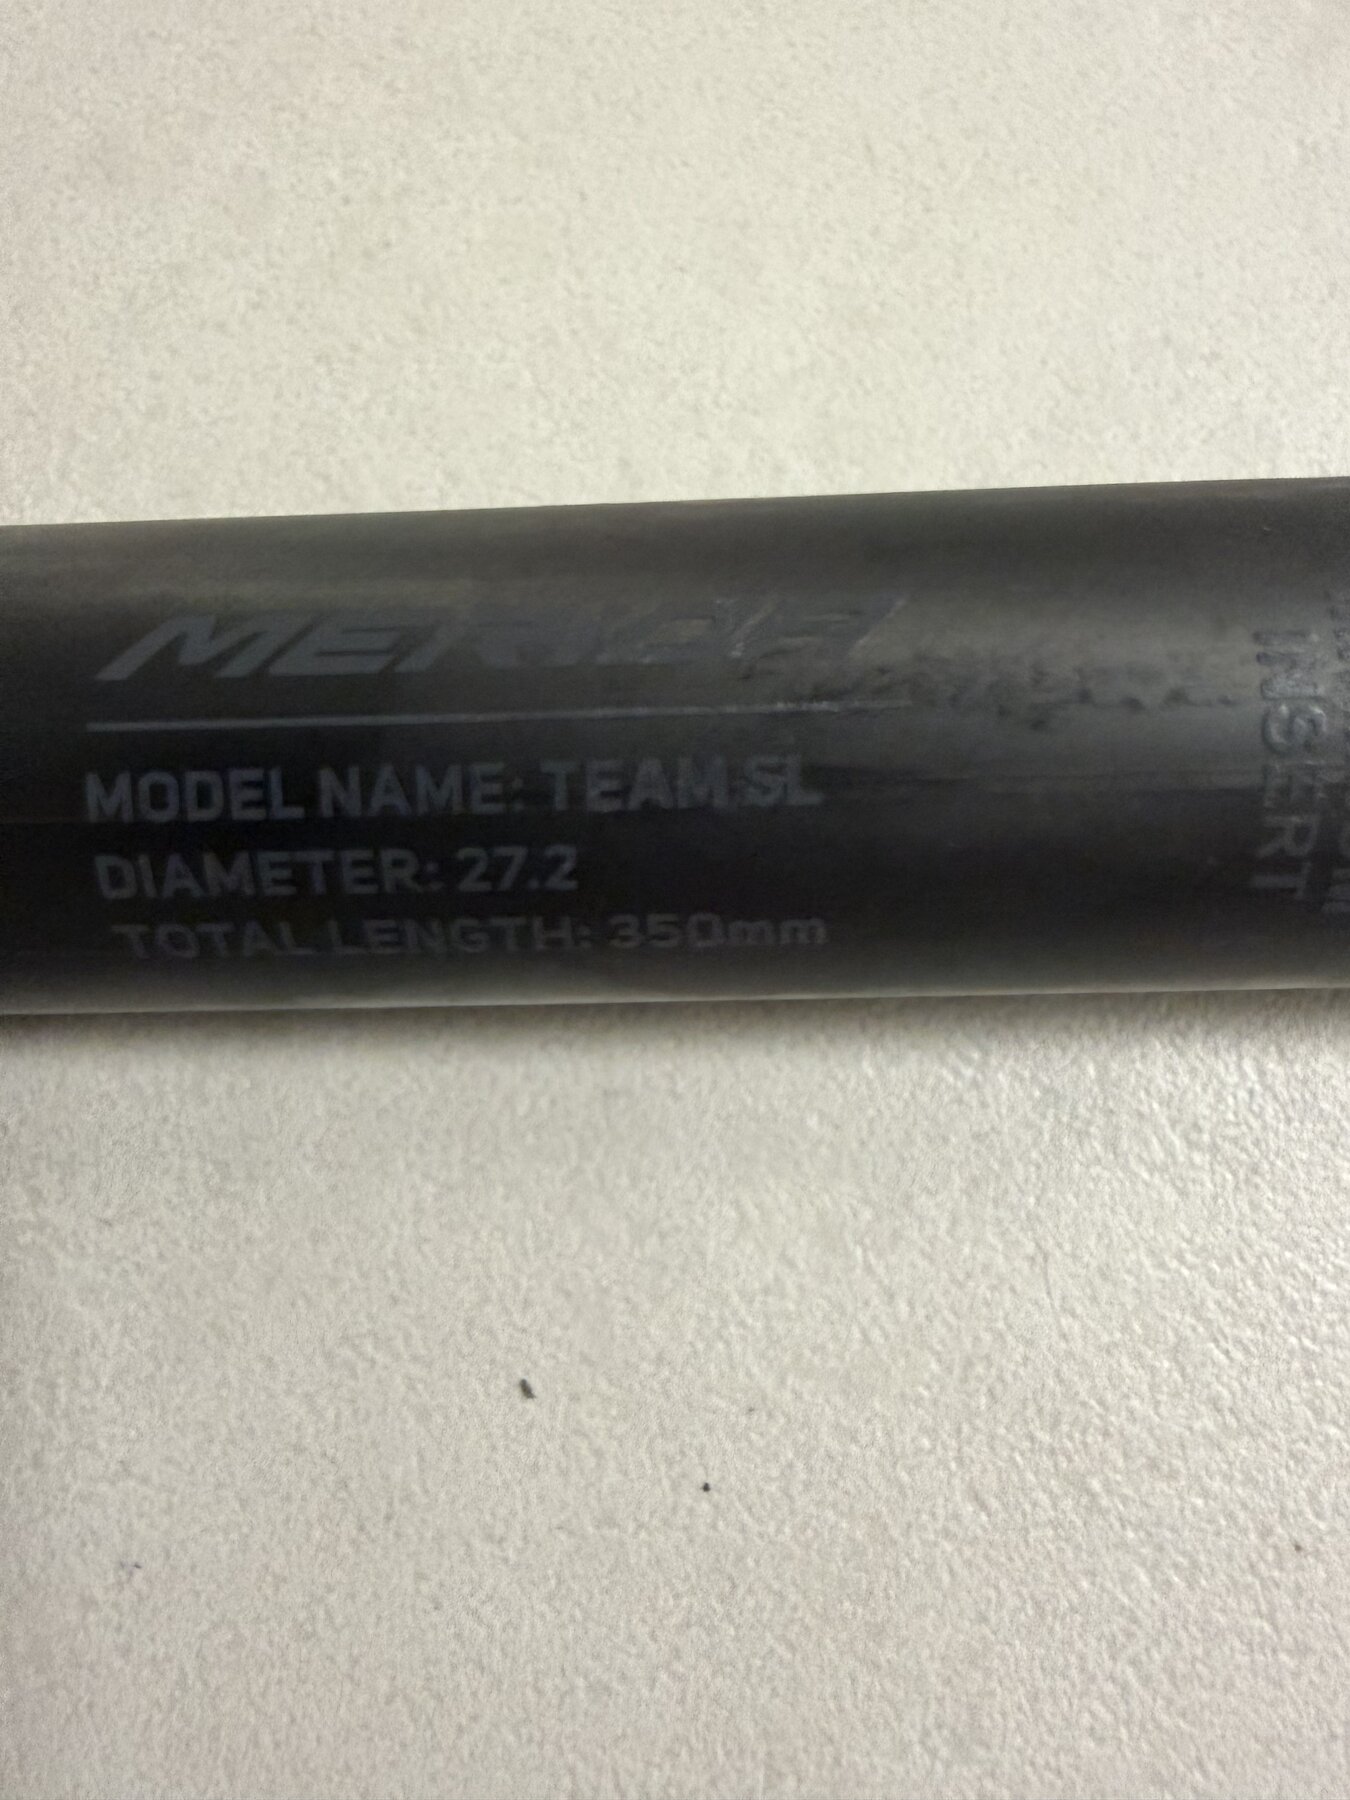 MERIDA
MODEL NAME: TEAM SL
DIAMETER: 27.2
TOTAL LENGTH: 350mm
INSERT